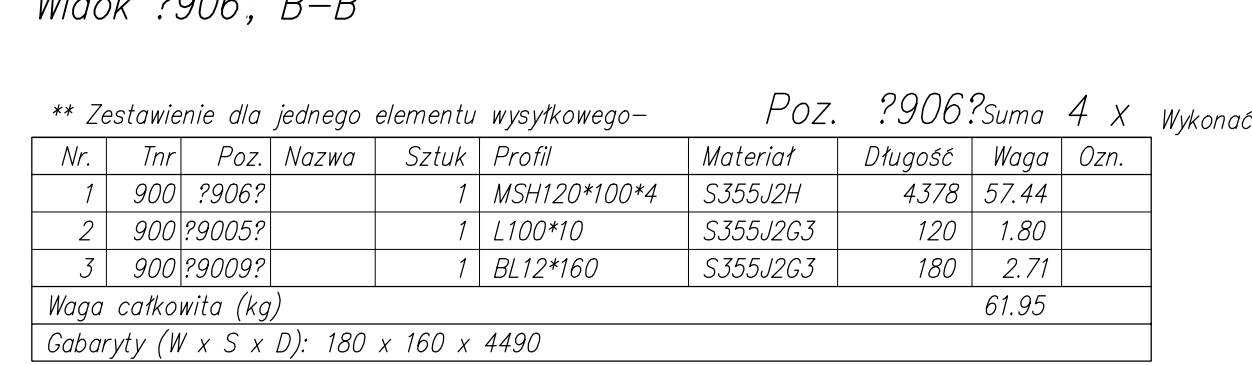 Widok ?906, B-B
** Zestawienie dla jednego elementu wysyłkowego- Poz. ?906? Suma 4 x Wykonać
Nr. Tnr Poz. Nazwa Sztuk Profil Materiał Długość Waga Ozn.
1 900 ?906? 1 MSH120*100*4 S355J2H 4378 57.44
2 900 ?9005? 1 L100*10 S355J2G3 120 1.80
3 900 ?9009? 1 BL12*160 S355J2G3 180 2.71
Waga całkowita (kg) 61.95
Gabaryty (W x S x D): 180 x 160 x 4490